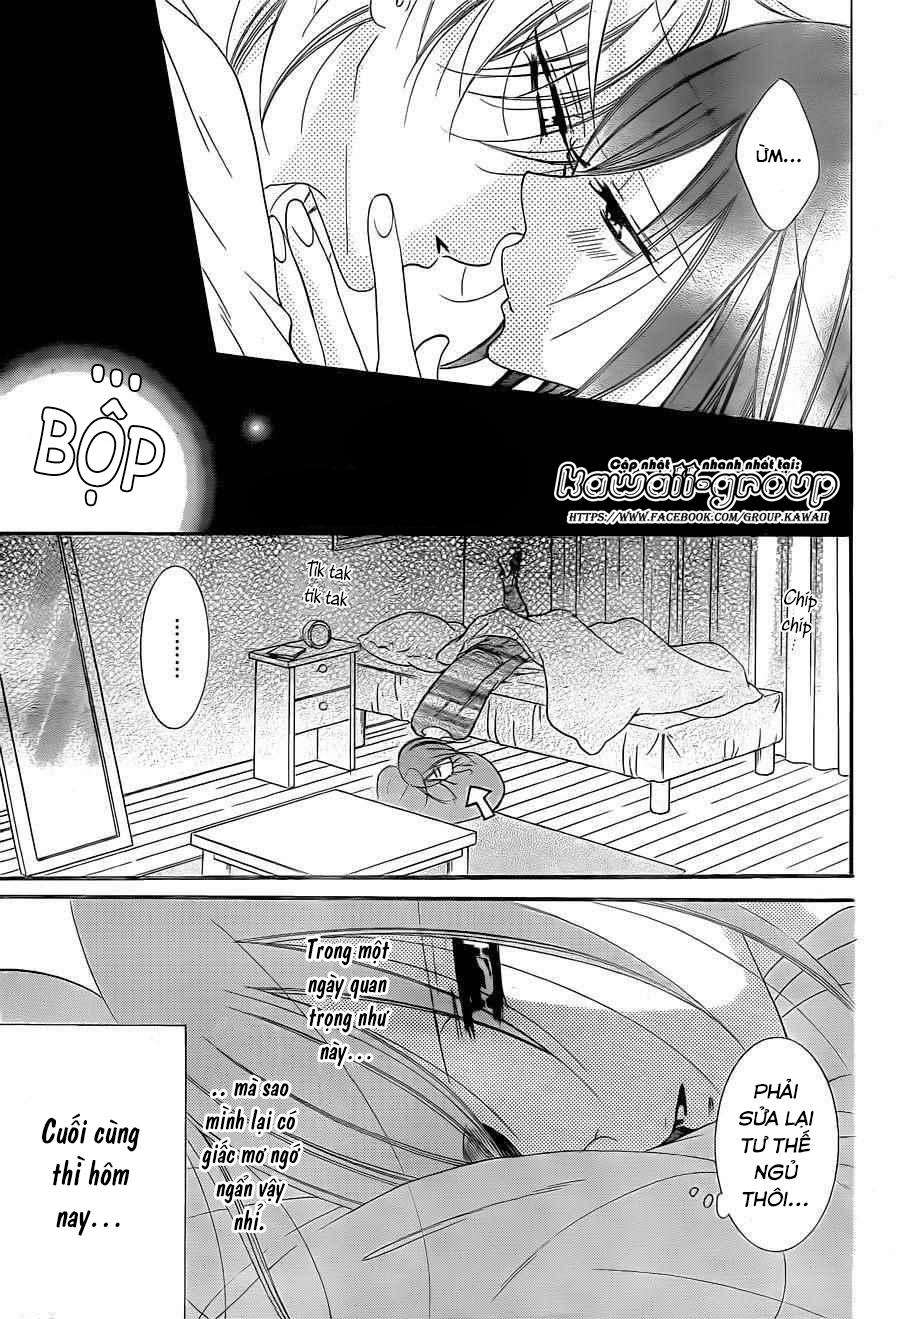 ỪM...
...
BỘP
Cập nhật nhanh nhất tại:
kawaii-group
HTTPS://WWW.FACEBOOK.COM/GROUP.KAWAII
Tik tak
tik tak
Chíp
chíp
.........
Trong một
ngày quan
trọng như
này...
.. mà sao
mình lại có
giấc mơ ngớ
ngẩn vậy
nhỉ.
PHẢI
SỬA LẠI
TƯ THẾ
NGỦ
THÔI...
Cuối cùng
thì hôm
nay...